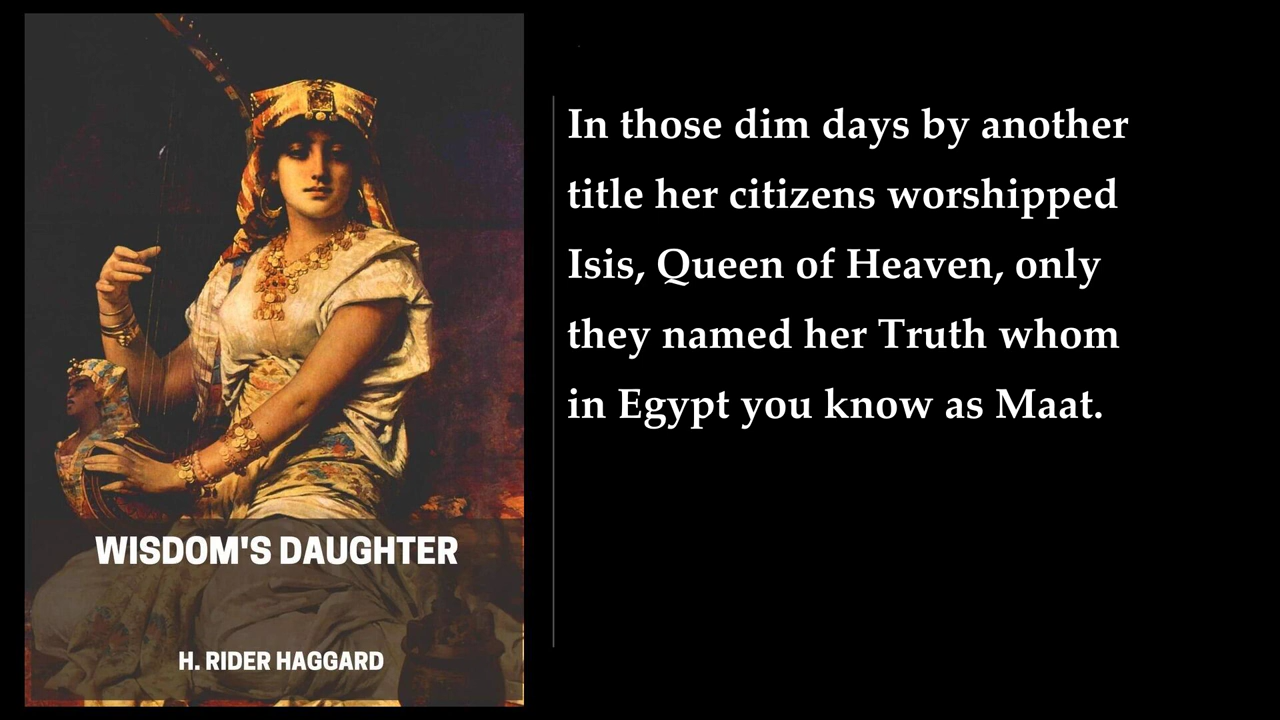 WISDOM'S DAUGHTER
H. RIDER HAGGARD
In those dim days by another
title her citizens worshipped
Isis, Queen of Heaven, only
they named her Truth whom
in Egypt you know as Maat.